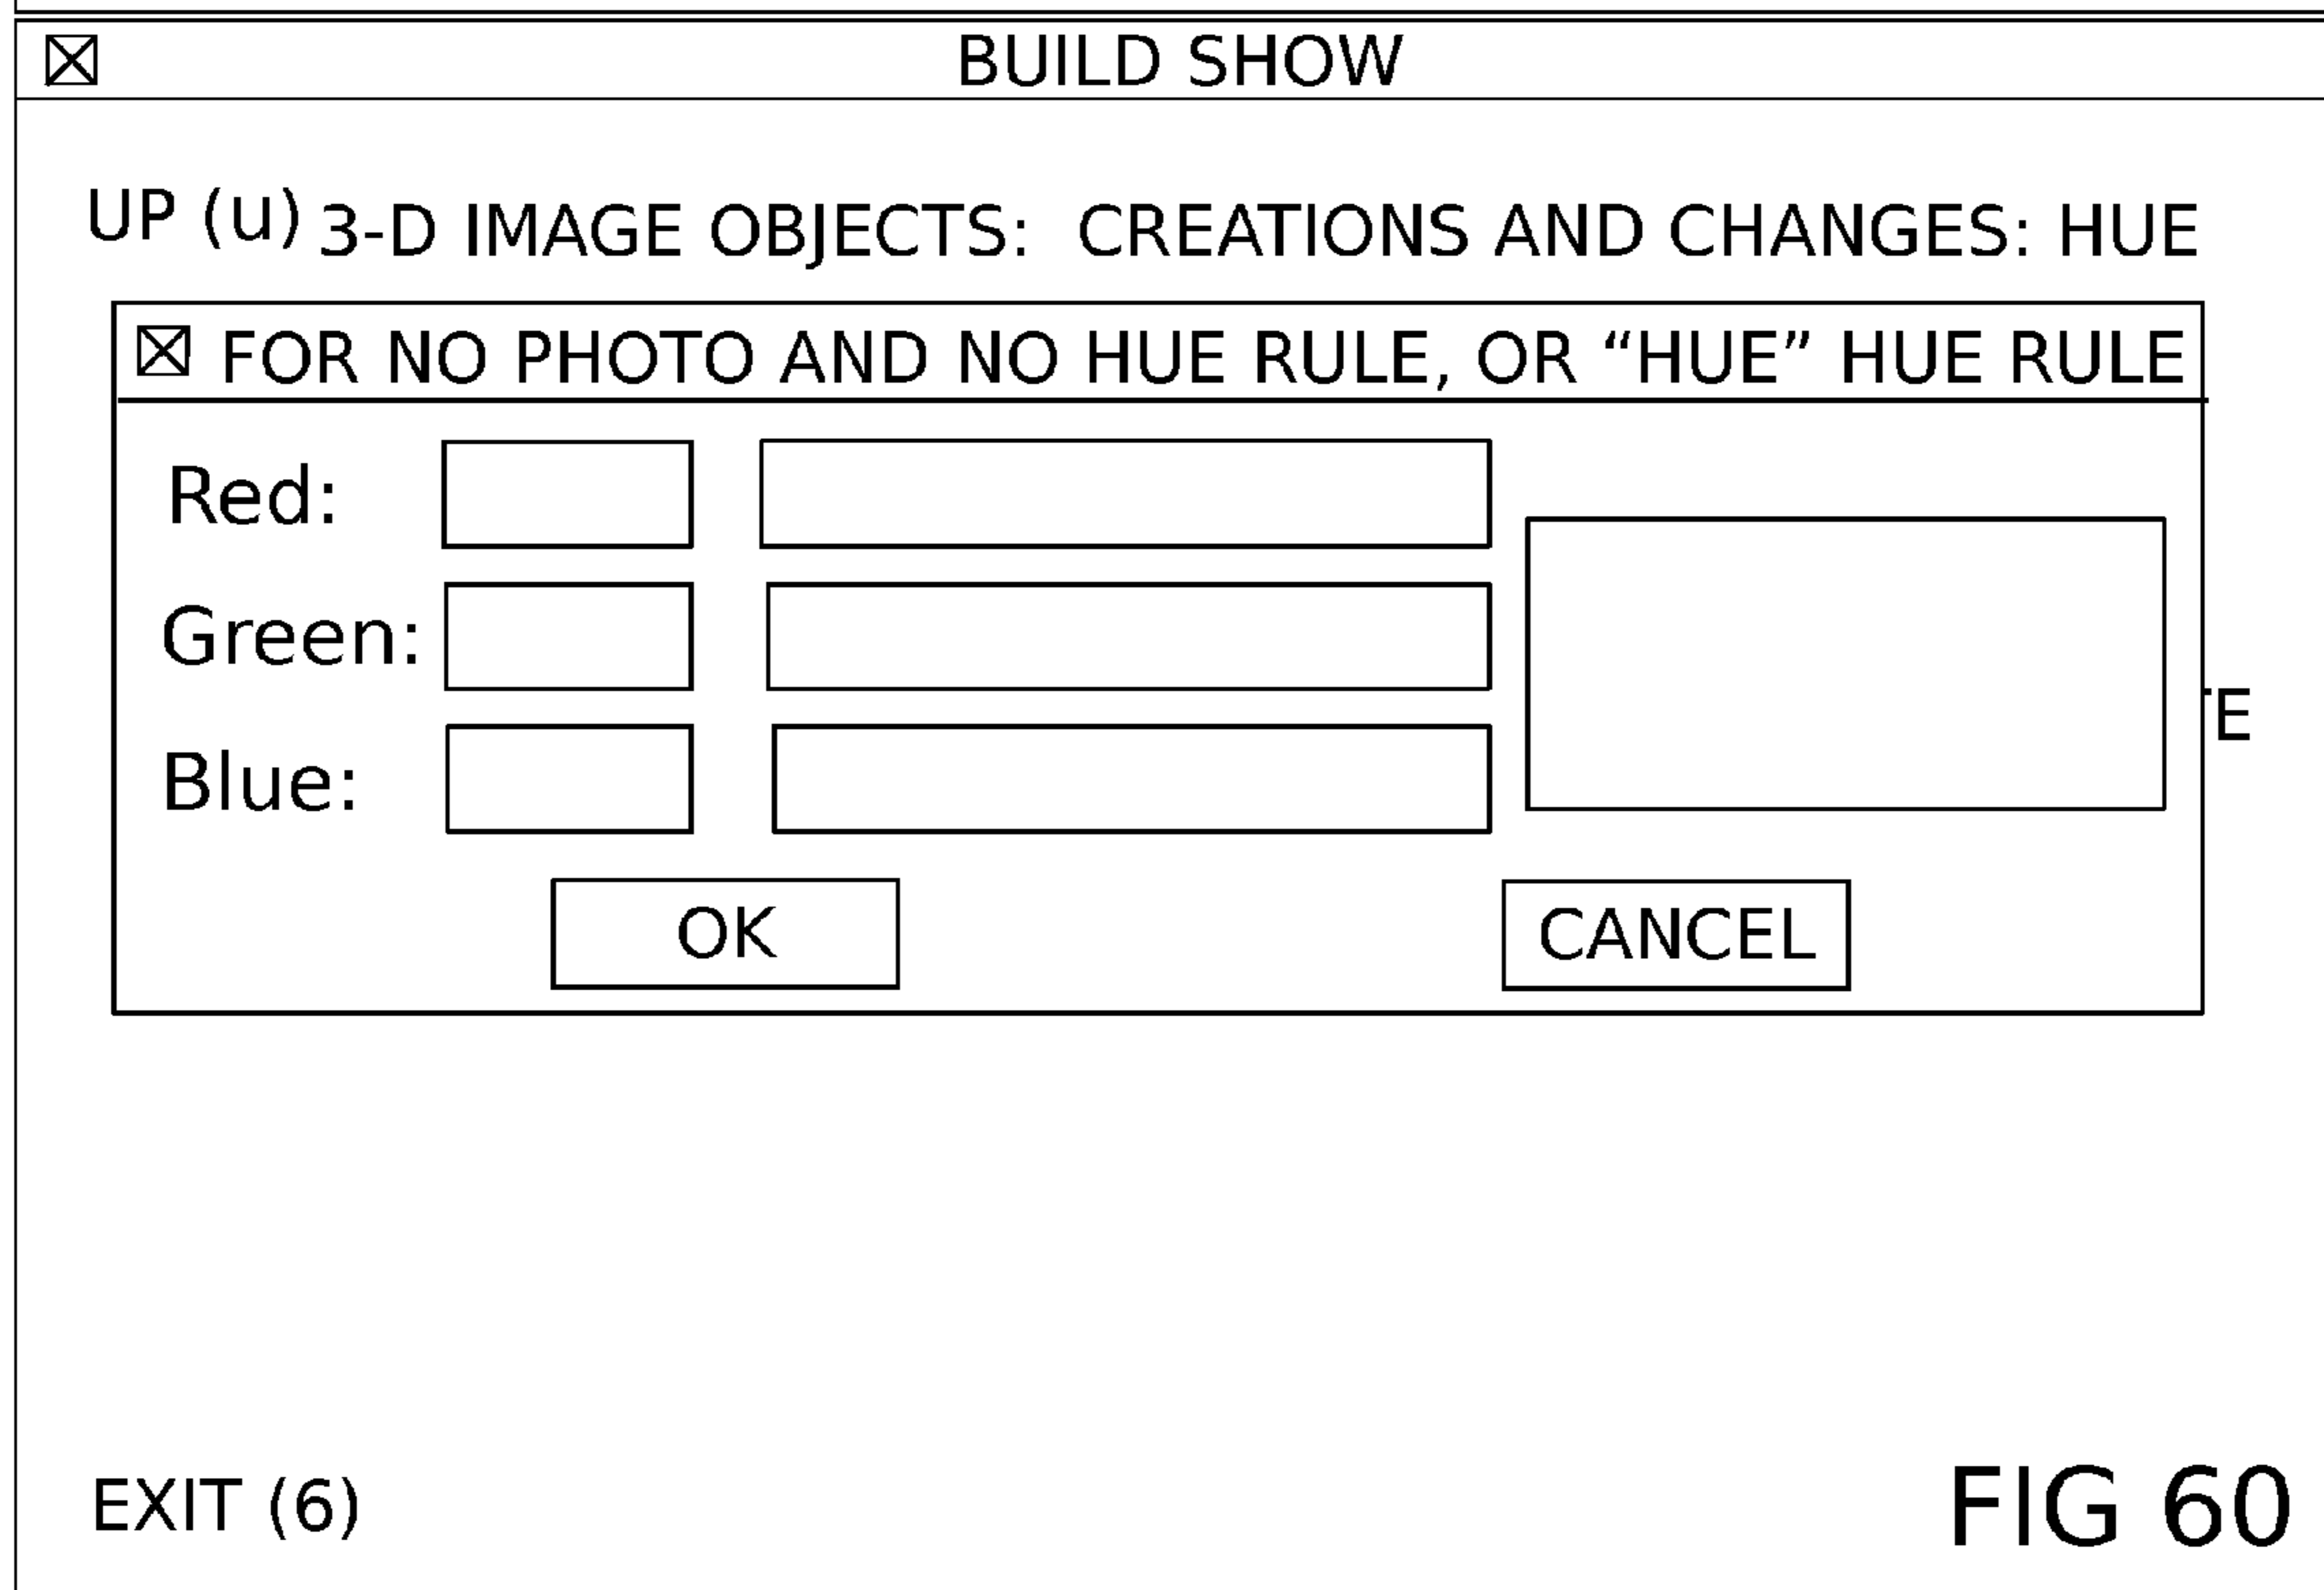 BUILD SHOW
UP (u) 3-D IMAGE OBJECTS: CREATIONS AND CHANGES: HUE
FOR NO PHOTO AND NO HUE RULE, OR “HUE” HUE RULE
Red:
Green:
E
Blue:
OK CANCEL
EXIT (6)
FIG 60